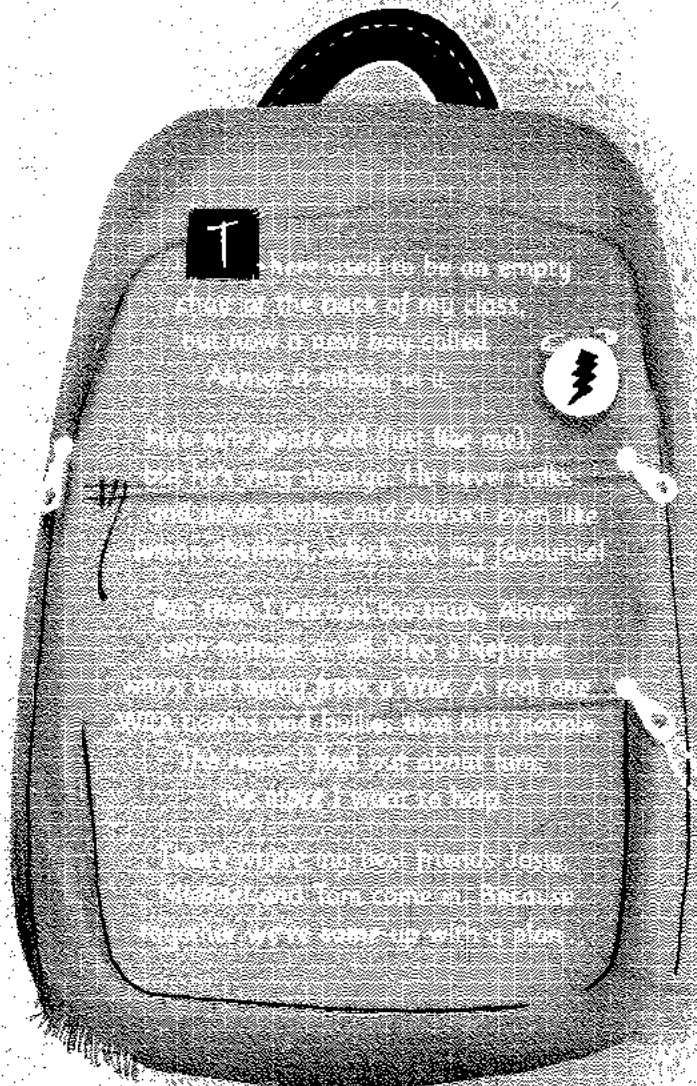 There used to be an empty
chair at the back of my class,
but now a new boy called
Ahmet is sitting in it.
He's nine years old (just like me),
but he's very strange. He never talks
and never smiles and doesn't even like
sweets, which are my favourite!
But then I learned the truth: Ahmet
isn't strange at all. He's a Refugee
who's run away from a War. A real one.
With bombs and bullies that hurt people.
The more I find out about him,
the more I want to help.
That's where my best friends Josie,
Michael and Tom come in. Because
together we've come up with a plan...